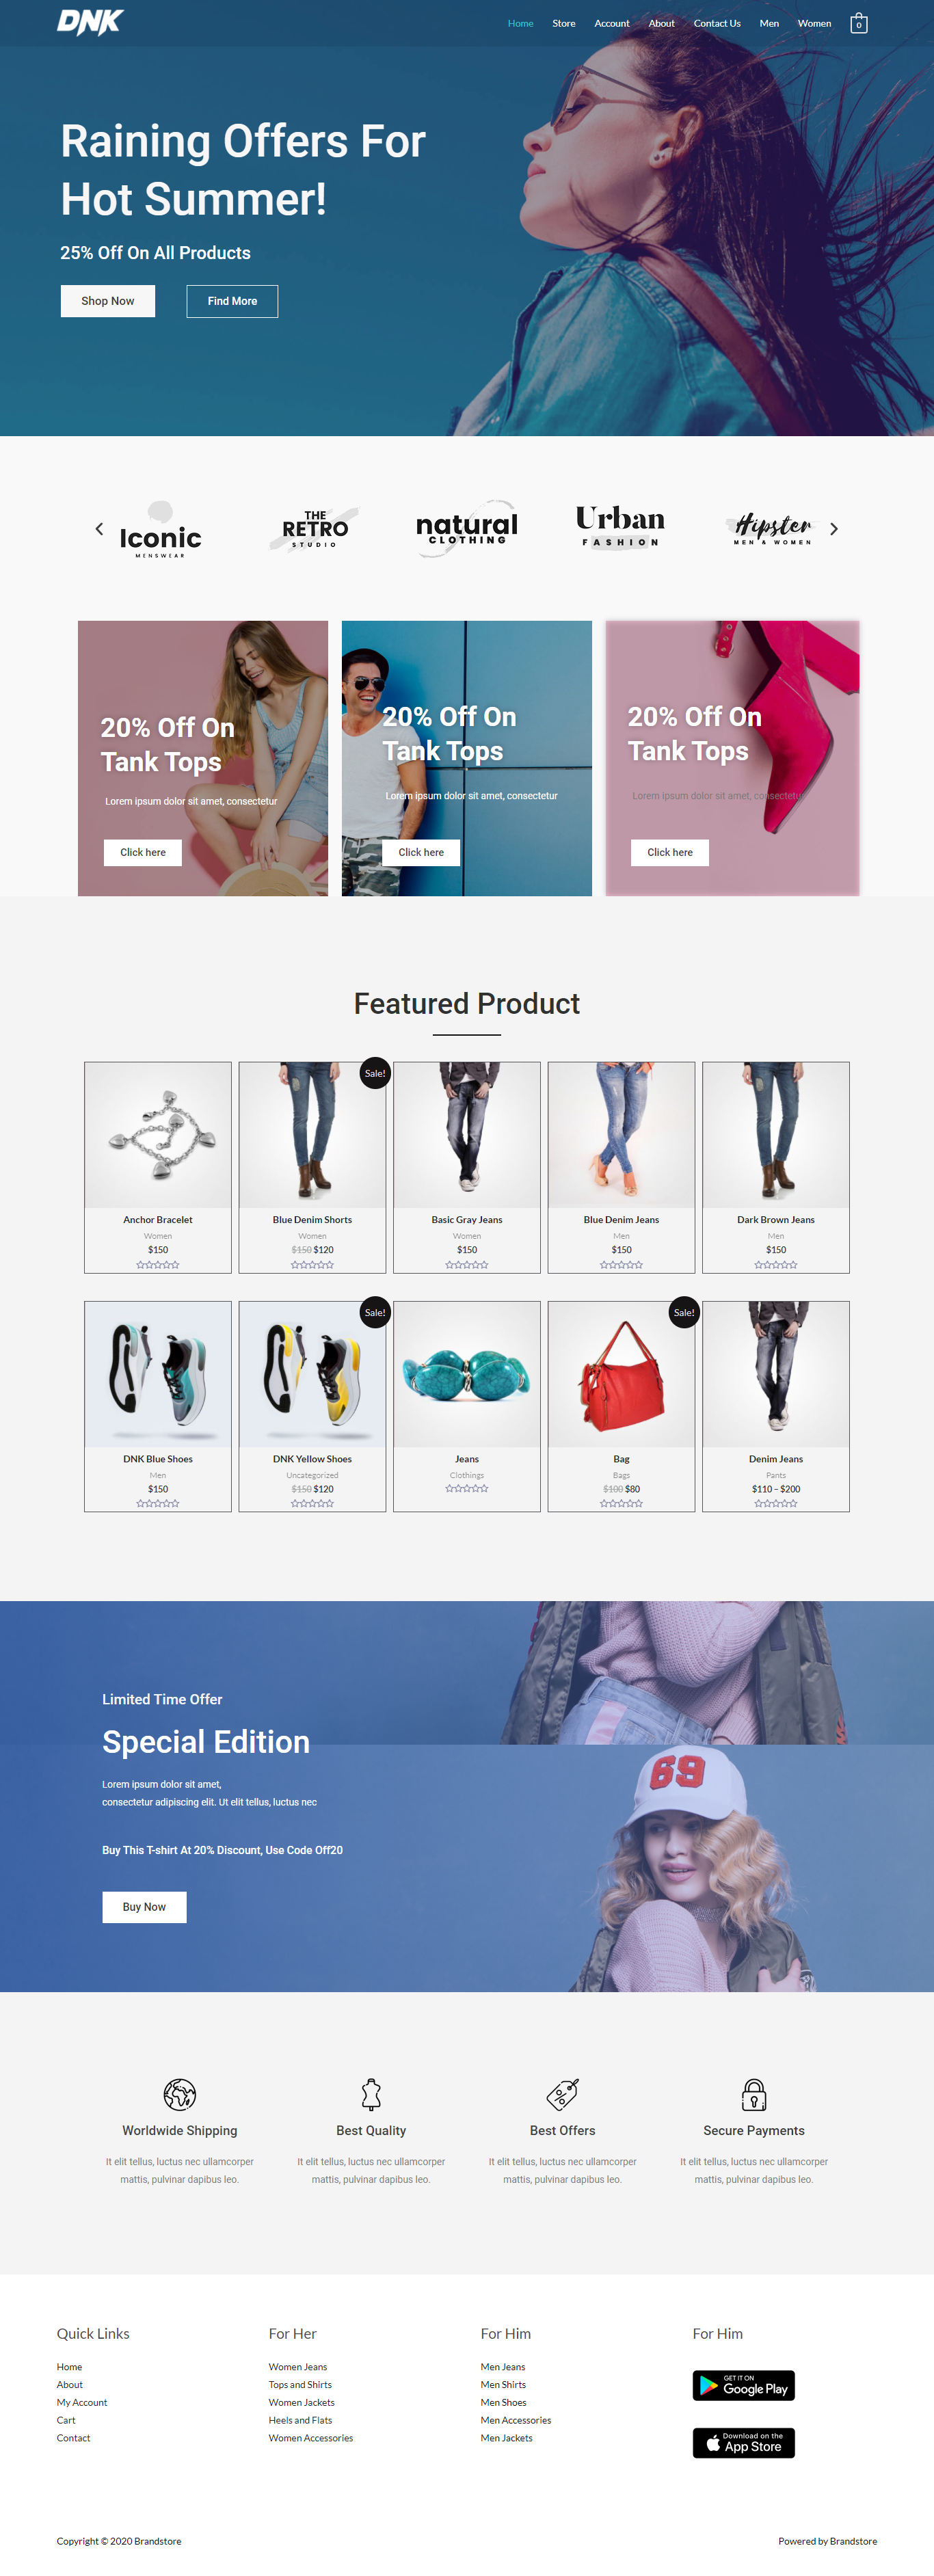 DNK
Home Store Account About Contact Us Men Women 0
Raining Offers For
Hot Summer!
25% Off On All Products
Shop Now Find More
Iconic
MENSWEAR
THE
RETRO
STUDIO
natural
CLOTHING
Urban
FASHION
Hipster
MEN & WOMEN
20% Off On
Tank Tops
Lorem ipsum dolor sit amet, consectetur
Click here
20% Off On
Tank Tops
Lorem ipsum dolor sit amet, consectetur
Click here
20% Off On
Tank Tops
Lorem ipsum dolor sit amet, consectetur
Click here
Featured Product
Sale!
Anchor Bracelet
Women
$150
Blue Denim Shorts
Women
$150 $120
Basic Gray Jeans
Women
$150
Blue Denim Jeans
Men
$150
Dark Brown Jeans
Men
$150
Sale!
Sale!
DNK Blue Shoes
Men
$150
DNK Yellow Shoes
Uncategorized
$150 $120
Jeans
Clothings
Bag
Bags
$100 $80
Denim Jeans
Pants
$110 – $200
Limited Time Offer
Special Edition
Lorem ipsum dolor sit amet,
consectetur adipiscing elit. Ut elit tellus, luctus nec
Buy This T-shirt At 20% Discount, Use Code Off20
Buy Now
69
Worldwide Shipping
It elit tellus, luctus nec ullamcorper
mattis, pulvinar dapibus leo.
Best Quality
It elit tellus, luctus nec ullamcorper
mattis, pulvinar dapibus leo.
Best Offers
It elit tellus, luctus nec ullamcorper
mattis, pulvinar dapibus leo.
Secure Payments
It elit tellus, luctus nec ullamcorper
mattis, pulvinar dapibus leo.
Quick Links
Home
About
My Account
Cart
Contact
For Her
Women Jeans
Tops and Shirts
Women Jackets
Heels and Flats
Women Accessories
For Him
Men Jeans
Men Shirts
Men Shoes
Men Accessories
Men Jackets
For Him
GET IT ON
Google Play
Download on the
App Store
Copyright © 2020 Brandstore
Powered by Brandstore